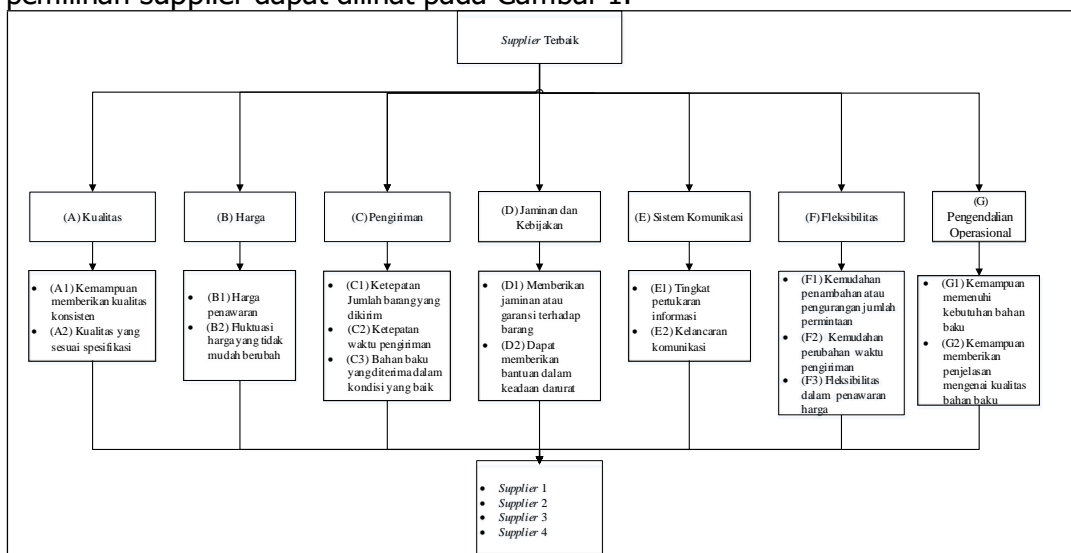 pemilihan supplier dapat dilihat pada Gambar 1.
Supplier Terbaik
(A) Kualitas
(B) Harga
(C) Pengiriman
(D) Jaminan dan
Kebijakan
(E) Sistem Komunikasi
(F) Fleksibilitas
(G)
Pengendalian
Operasional
• (A1) Kemampuan
memberikan kualitas
konsisten
• (A2) Kualitas yang
sesuai spesifikasi
• (B1) Harga
penawaran
• (B2) Fluktuasi
harga yang tidak
mudah berubah
• (C1) Ketepatan
Jumlah barang yang
dikirim
• (C2) Ketepatan
waktu pengiriman
• (C3) Bahan baku
yang diterima dalam
kondisi yang baik
• (D1) Memberikan
jaminan atau
garansi terhadap
barang
• (D2) Dapat
memberikan
bantuan dalam
keadaan darurat
• (E1) Tingkat
pertukaran
informasi
• (E2) Kelancaran
komunikasi
• (F1) Kemudahan
penambahan atau
pengurangan jumlah
permintaan
• (F2) Kemudahan
perubahan waktu
pengiriman
• (F3) Fleksibilitas
dalam penawaran
harga
• (G1) Kemampuan
memenuhi
kebutuhan bahan
baku
• (G2) Kemampuan
memberikan
penjelasan
mengenai kualitas
bahan baku
• Supplier 1
• Supplier 2
• Supplier 3
• Supplier 4